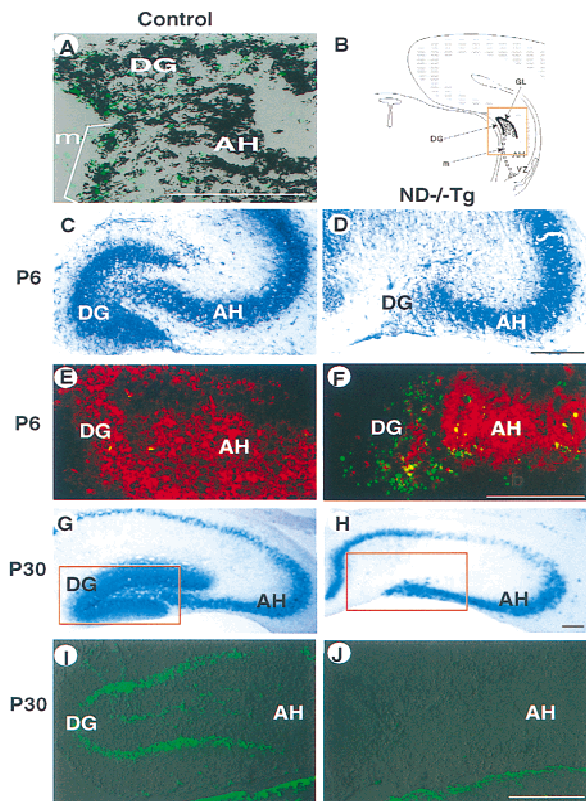 Control
A
DG
m
AH
B
GL
DG
m
AH
VZ
ND-/-Tg
P6
C
DG
AH
D
DG
AH
P6
E
DG
AH
F
DG
AH
P30
G
DG
AH
H
AH
P30
I
DG
AH
J
AH